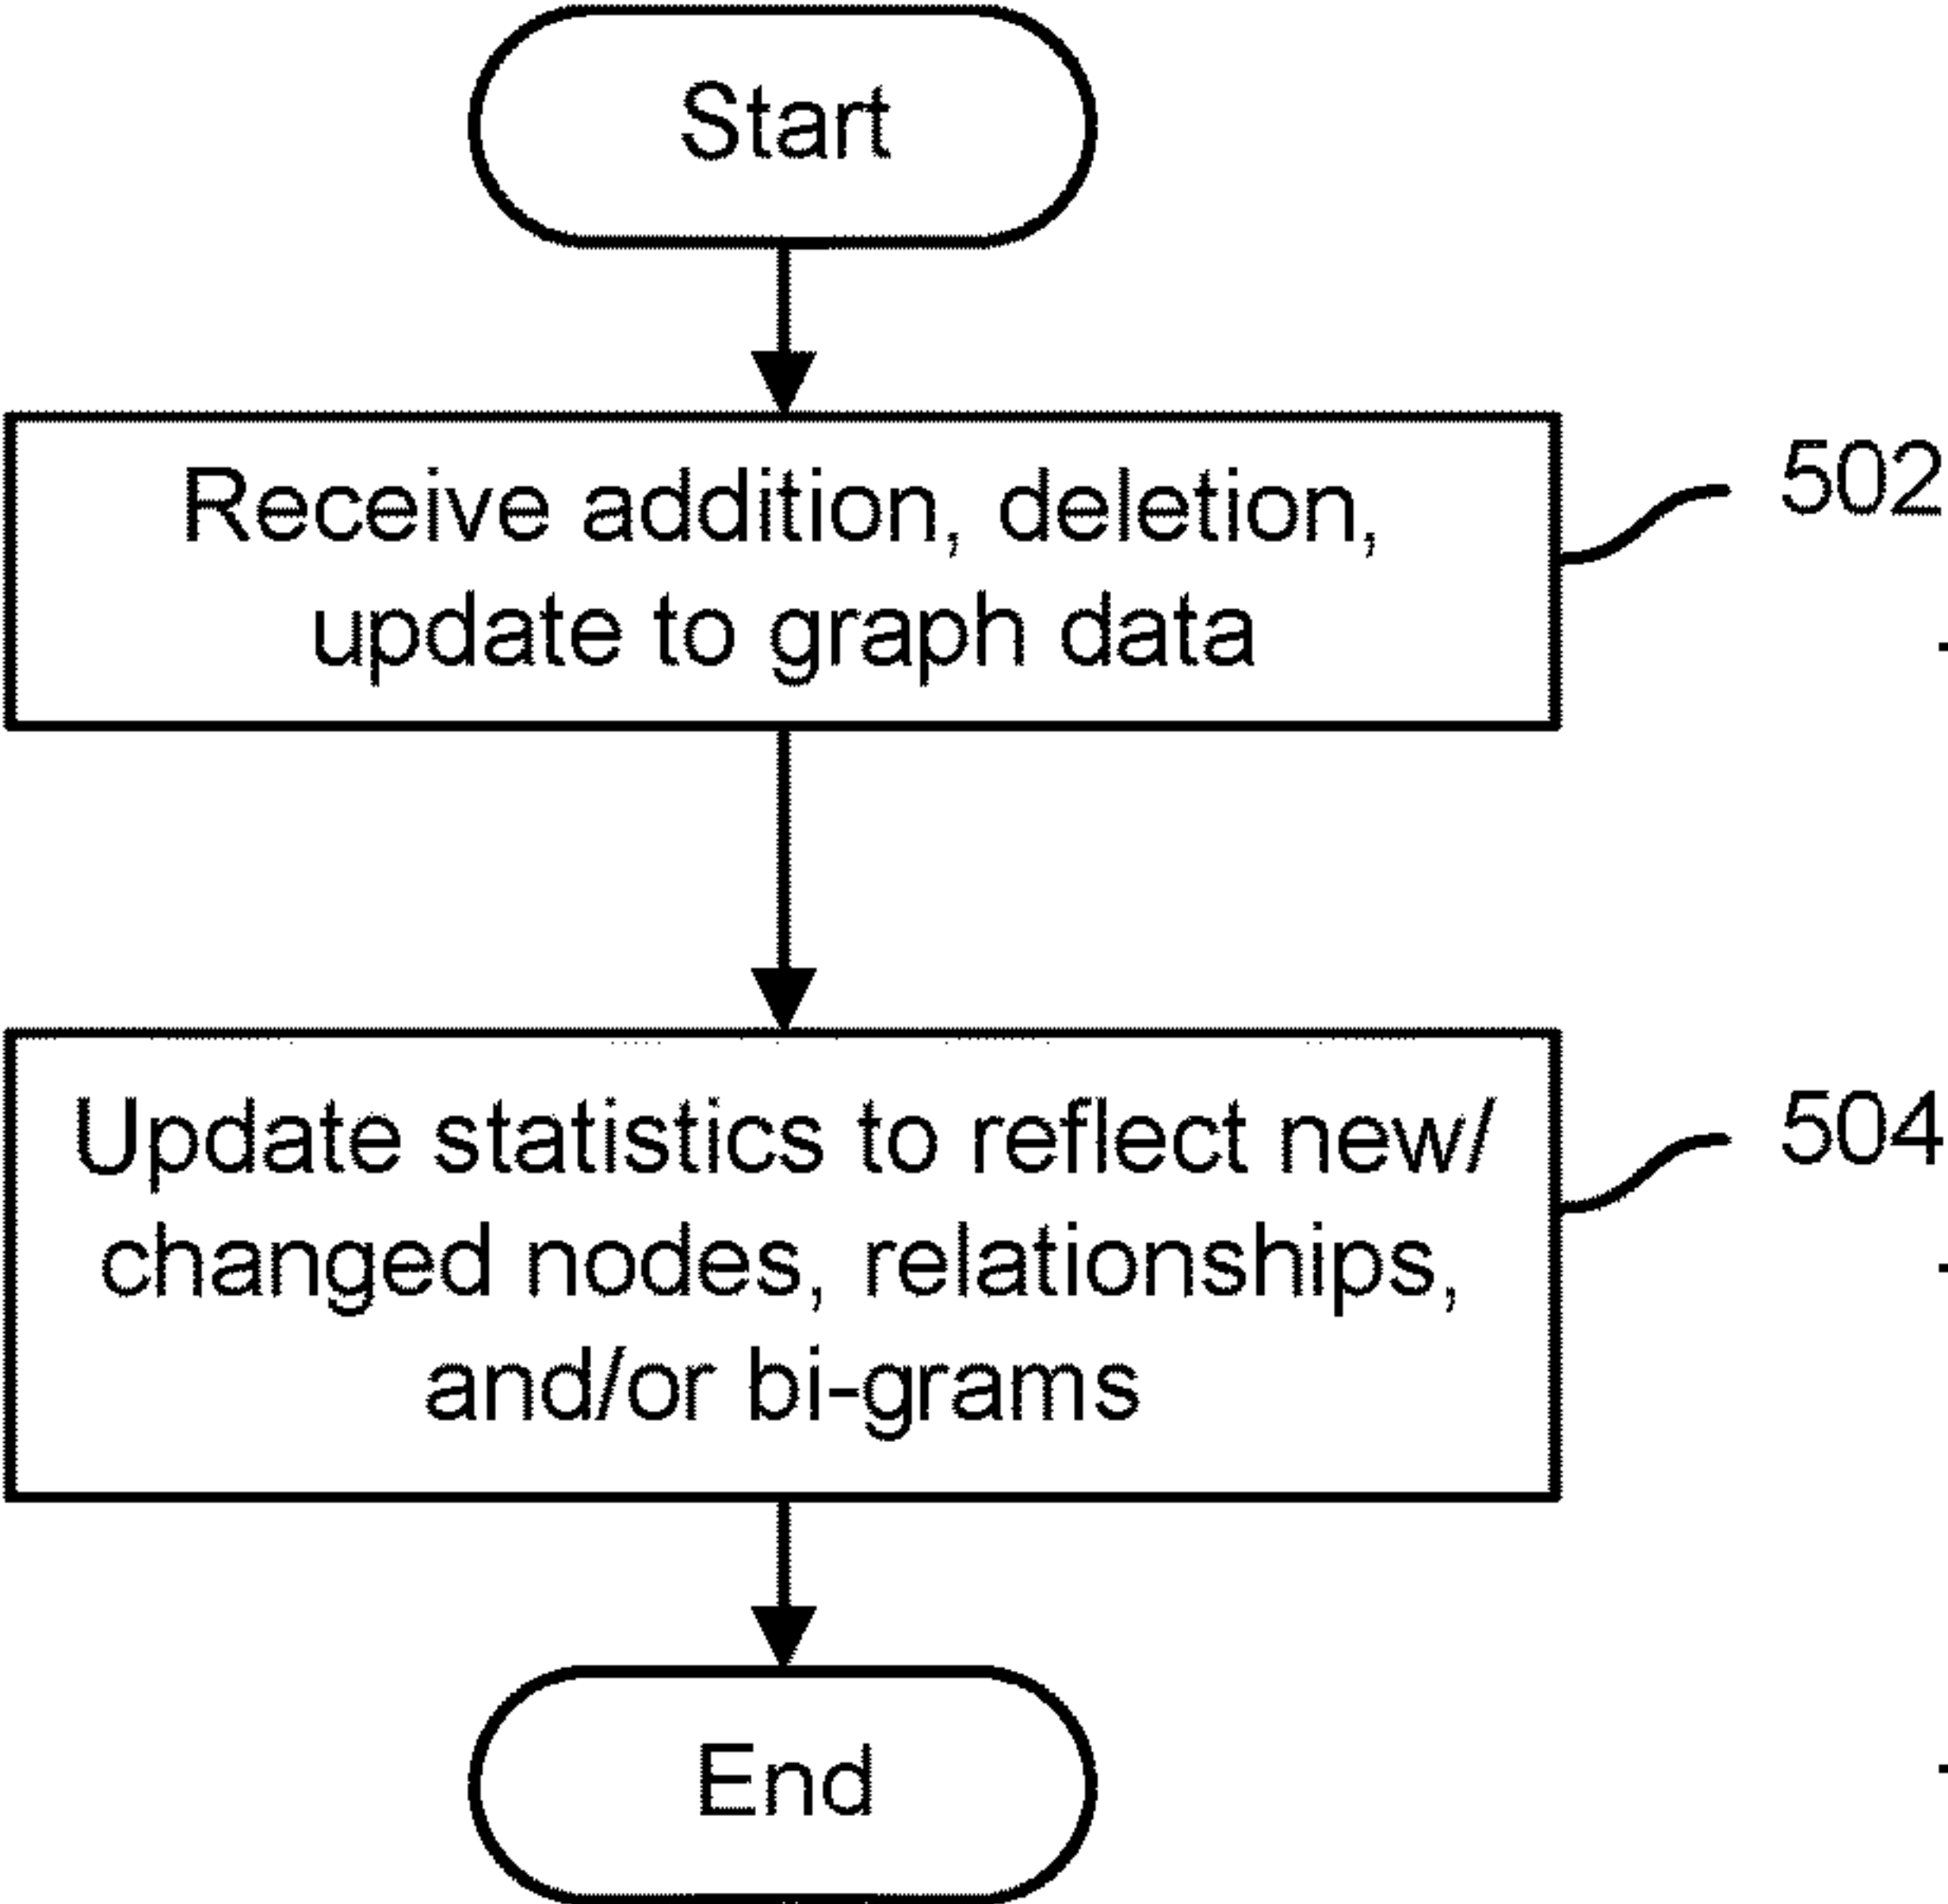 Start
Receive addition, deletion,
update to graph data
502
Update statistics to reflect new/
changed nodes, relationships,
and/or bi-grams
504
End